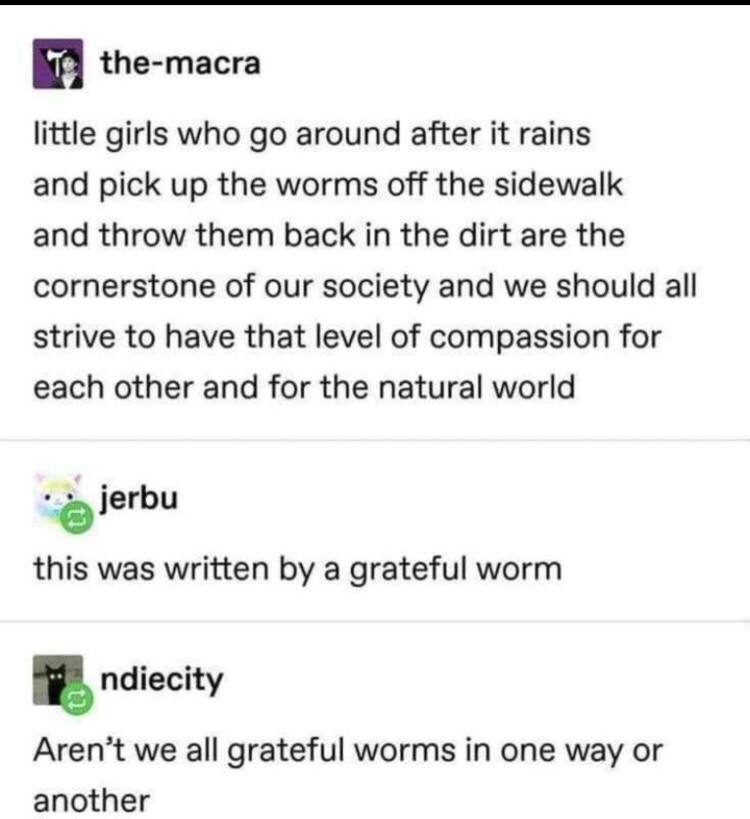 the-macra
little girls who go around after it rains
and pick up the worms off the sidewalk
and throw them back in the dirt are the
cornerstone of our society and we should all
strive to have that level of compassion for
each other and for the natural world
jerbu
this was written by a grateful worm
ndiecity
Aren’t we all grateful worms in one way or
another